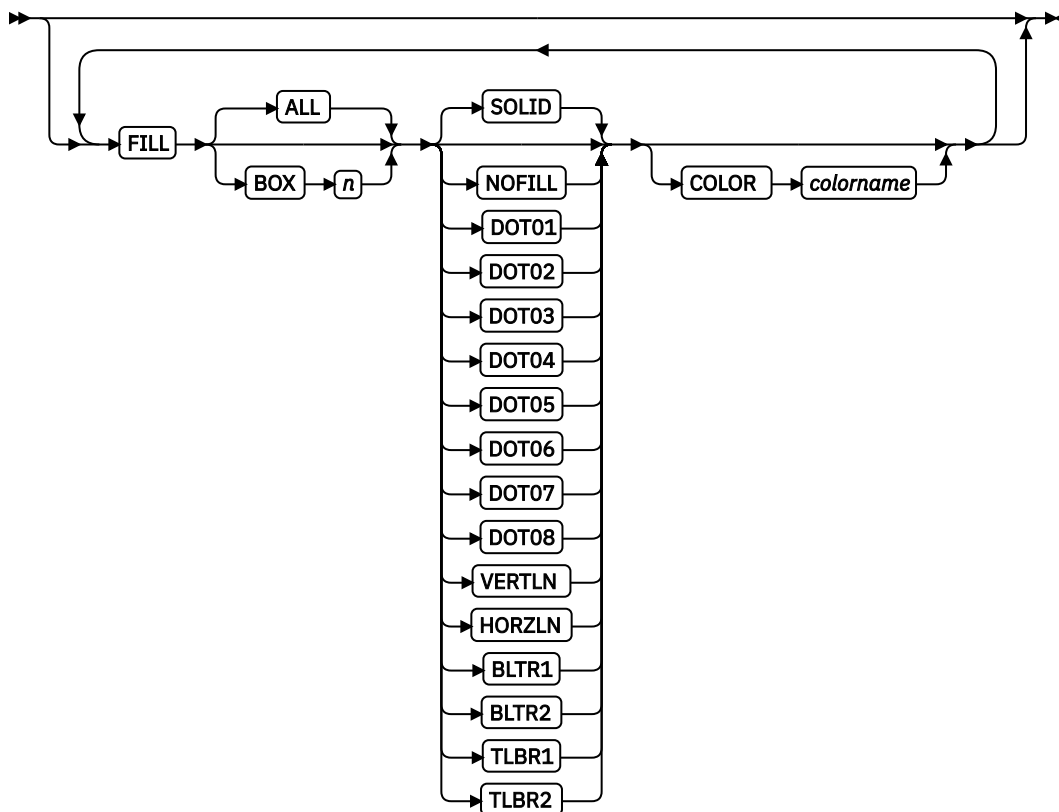 ALL
SOLID
FILL
BOX n
NOFILL
COLOR colorname
DOT01
DOT02
DOT03
DOT04
DOT05
DOT06
DOT07
DOT08
VERTLN
HORZLN
BLTR1
BLTR2
TLBR1
TLBR2